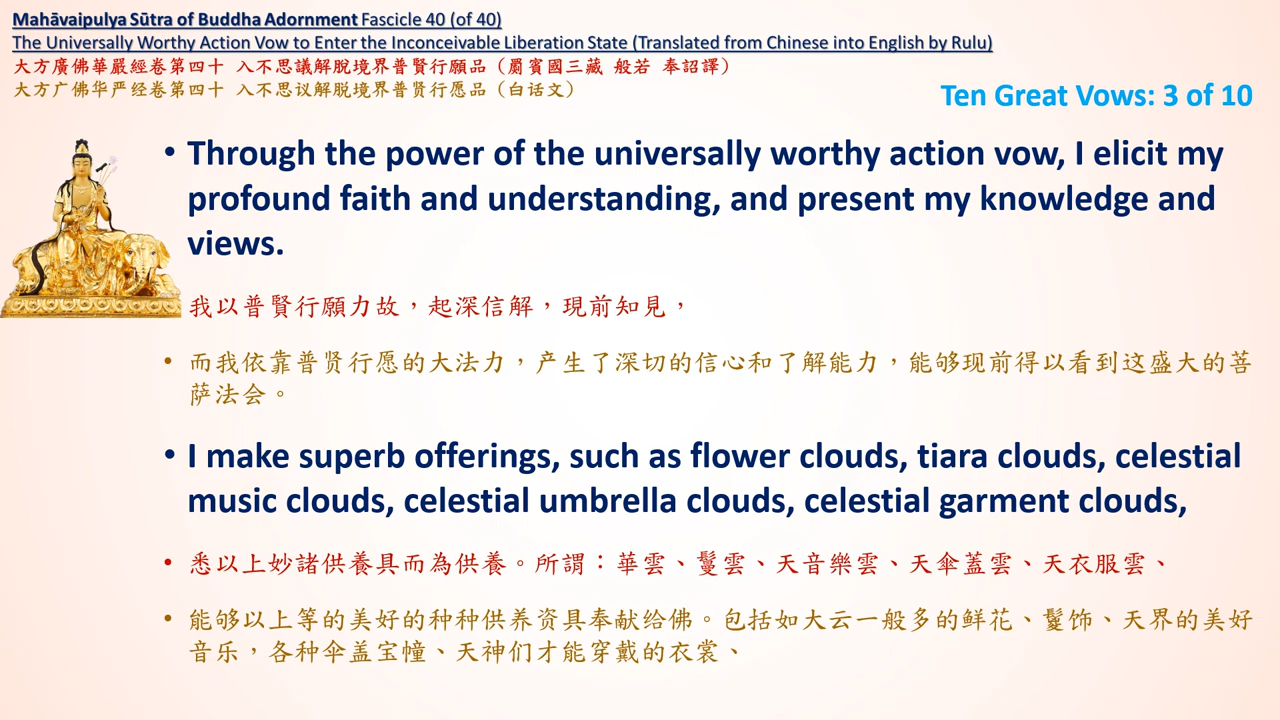 Mahāvaipulya Sūtra of Buddha Adornment Fascicle 40 (of 40)
The Universally Worthy Action Vow to Enter the Inconceivable Liberation State (Translated from Chinese into English by Rulu)
大方廣佛華嚴經卷第四十 入不思議解脫境界普賢行願品（罽賓國三藏 般若 奉詔譯）
大方广佛华严经卷第四十 入不思议解脱境界普贤行愿品（白话文）
Ten Great Vows: 3 of 10
• Through the power of the universally worthy action vow, I elicit my
profound faith and understanding, and present my knowledge and
views.
我以普賢行願力故，起深信解，現前知見，
• 而我依靠普贤行愿的大法力，产生了深切的信心和了解能力，能够现前得以看到这盛大的菩
萨法会。
• I make superb offerings, such as flower clouds, tiara clouds, celestial
music clouds, celestial umbrella clouds, celestial garment clouds,
• 悉以上妙諸供養具而為供養。所謂：華雲、鬘雲、天音樂雲、天傘蓋雲、天衣服雲、
• 能够以上等的美好的种种供养资具奉献给佛。包括如大云一般多的鲜花、鬘饰、天界的美好
音乐，各种伞盖宝幢、天神们才能穿戴的衣裳、